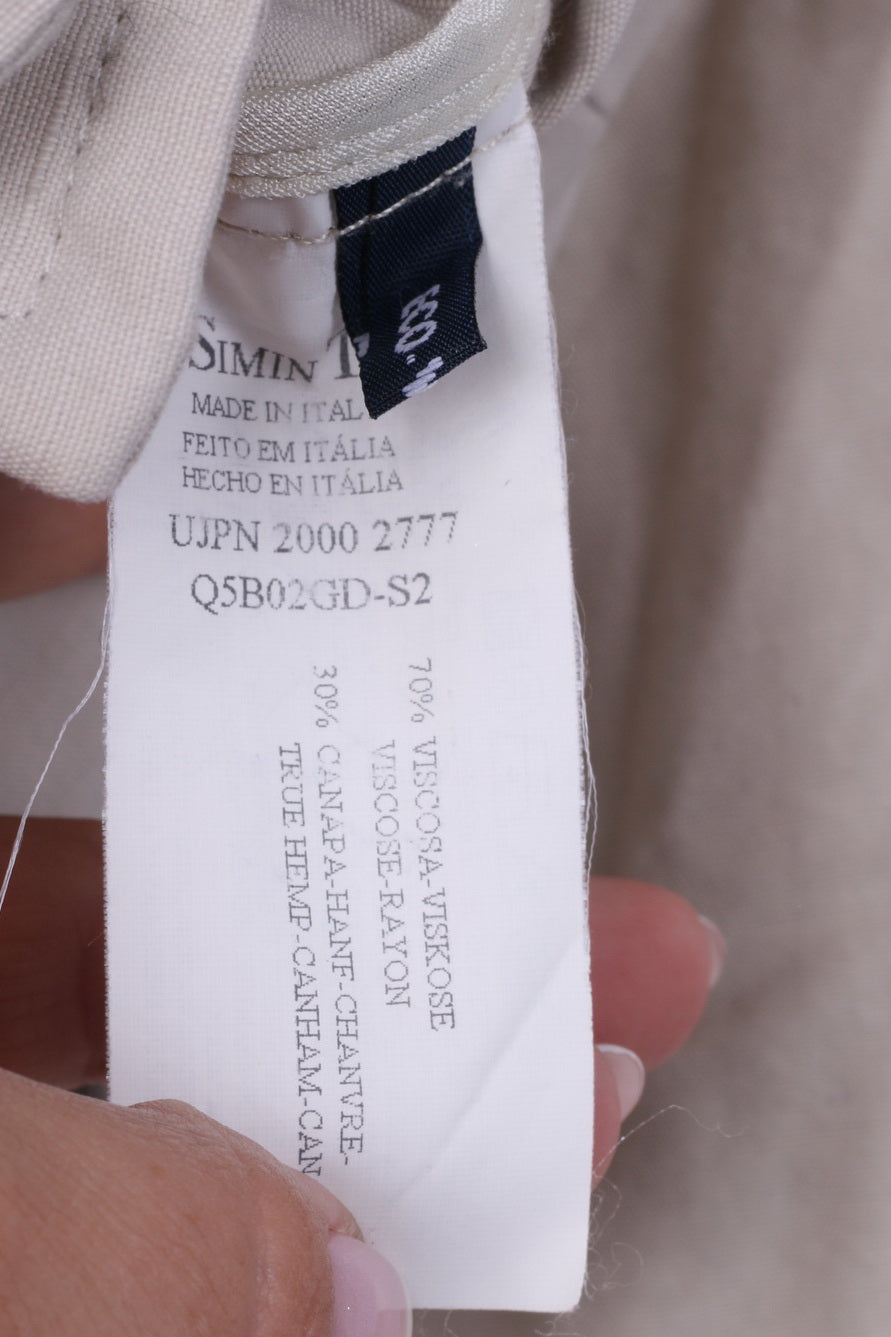 ECO.
SIMIN
MADE IN ITAL
FEITO EM ITÁLIA
HECHO EN ITÁLIA
UJPN 2000 2777
Q5B02GD-S2
70% VISCOSA-VISKOSE
VISCOSE-RAYON
30% CANAPA-HANF-CHANVRE-
TRUE HEMP-CANHAM-CAN